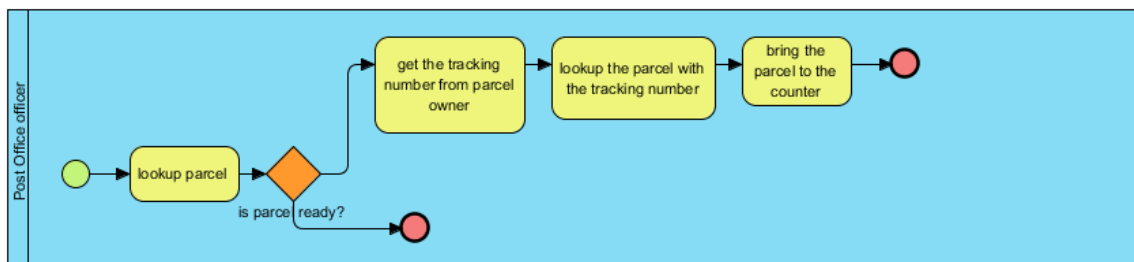 Post Office officer
get the tracking
number from parcel
owner
lookup the parcel with
the tracking number
bring the
parcel to the
counter
lookup parcel
is parcel ready?